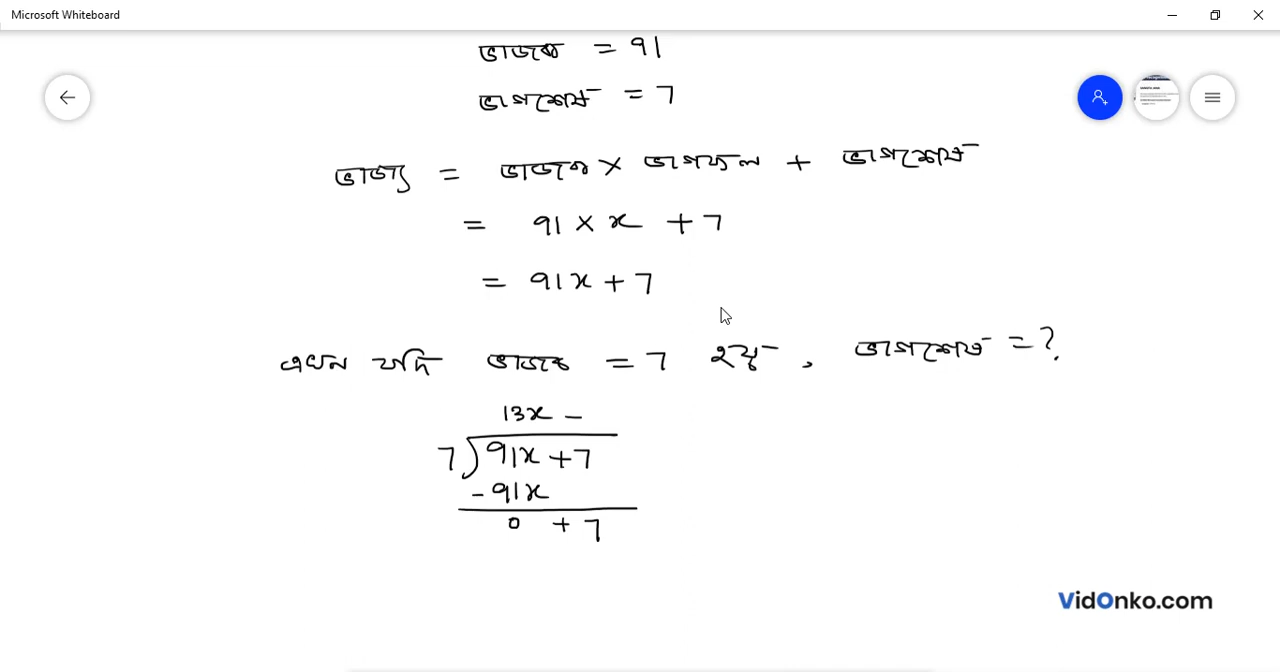 Microsoft Whiteboard
ভাজক = 91
ভাগশেষ = 7
ভাজ্য = ভাজক × ভাগফল + ভাগশেষ
= 91 × x + 7
= 91x + 7
এখন যদি ভাজক = 7 হয়, ভাগশেষ = ?
13x -
7 ) 91x + 7
- 91x
0 + 7
VidOnko.com